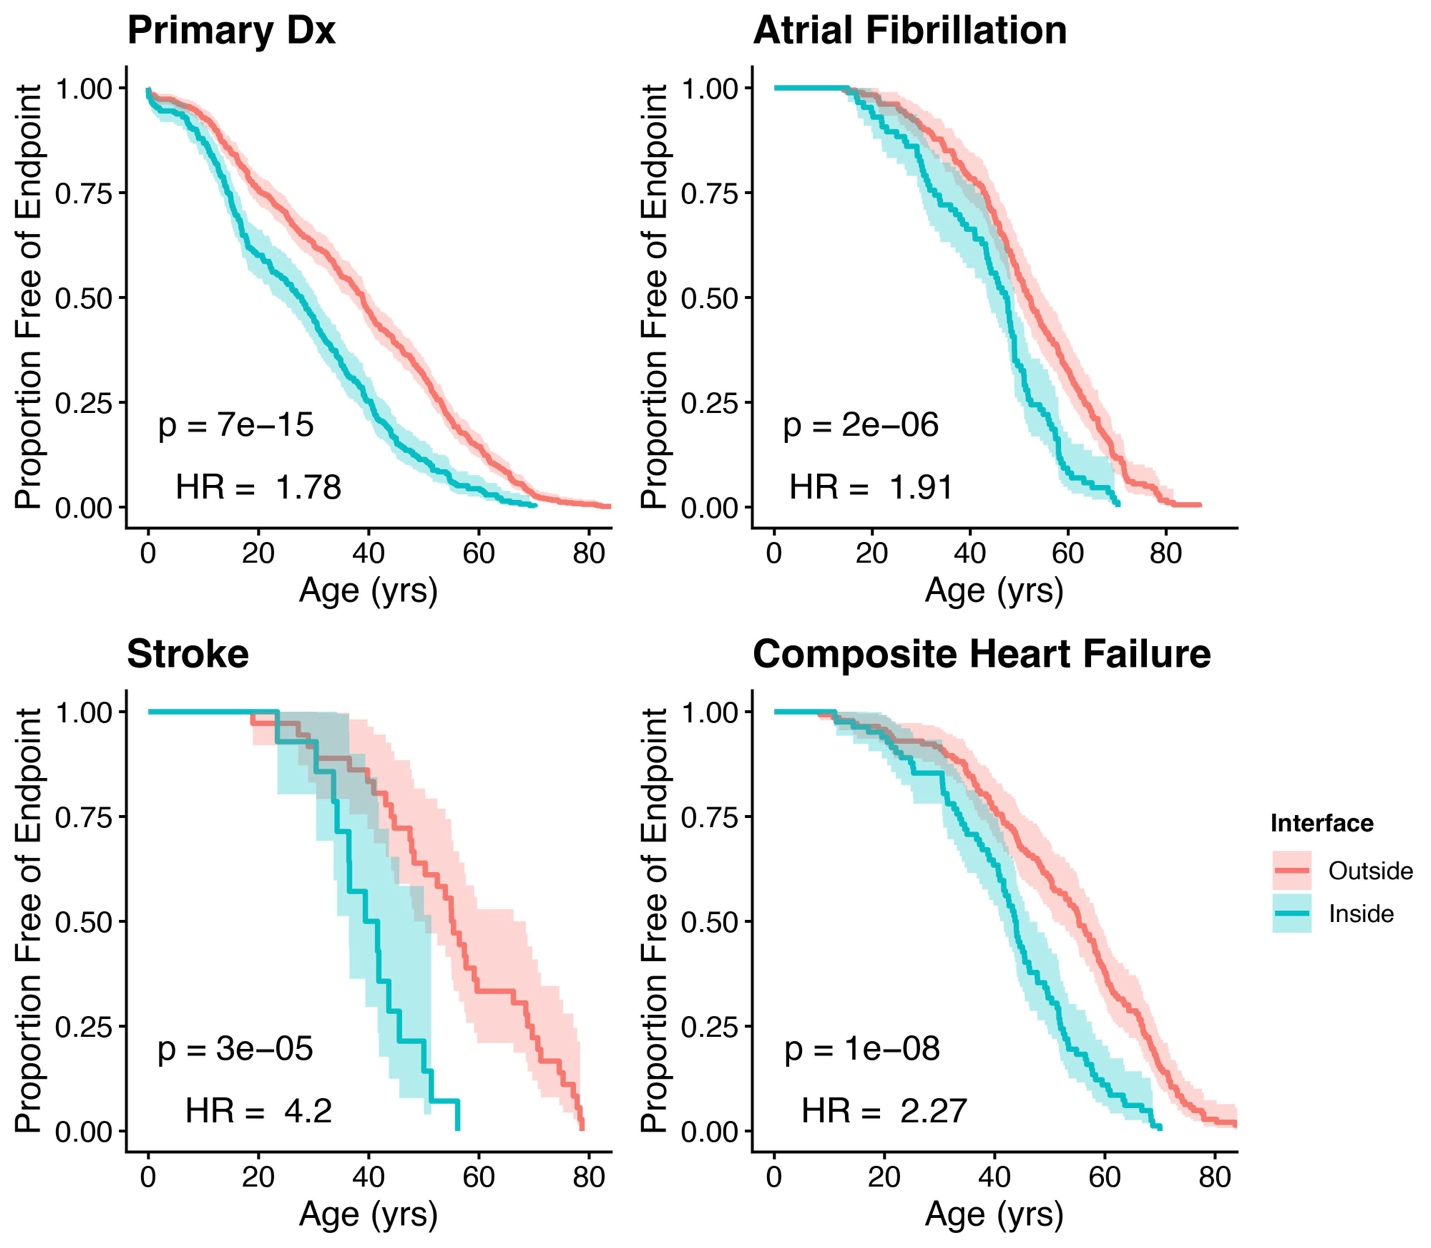 Primary Dx
Proportion Free of Endpoint
1.00
0.75
0.50
0.25
0.00
p = 7e−15
HR = 1.78
0 20 40 60 80
Age (yrs)
Atrial Fibrillation
Proportion Free of Endpoint
1.00
0.75
0.50
0.25
0.00
p = 2e−06
HR = 1.91
0 20 40 60 80
Age (yrs)
Stroke
Proportion Free of Endpoint
1.00
0.75
0.50
0.25
0.00
p = 3e−05
HR = 4.2
0 20 40 60 80
Age (yrs)
Composite Heart Failure
Proportion Free of Endpoint
1.00
0.75
0.50
0.25
0.00
p = 1e−08
HR = 2.27
0 20 40 60 80
Age (yrs)
Interface
Outside
Inside